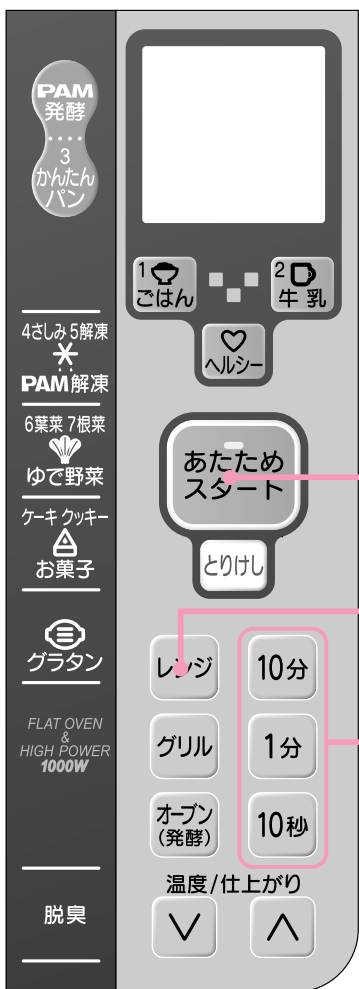 PAM
発酵
3
かんたん
パン
1
ごはん
2
牛乳
ヘルシー
4さしみ 5解凍
PAM解凍
6葉菜 7根菜
ゆで野菜
ケーキ クッキー
お菓子
グラタン
FLAT OVEN
&
HIGH POWER
1000W
脱臭
あたため
スタート
とりけし
レンジ
10分
グリル
1分
オーブン
(発酵)
10秒
温度/仕上がり